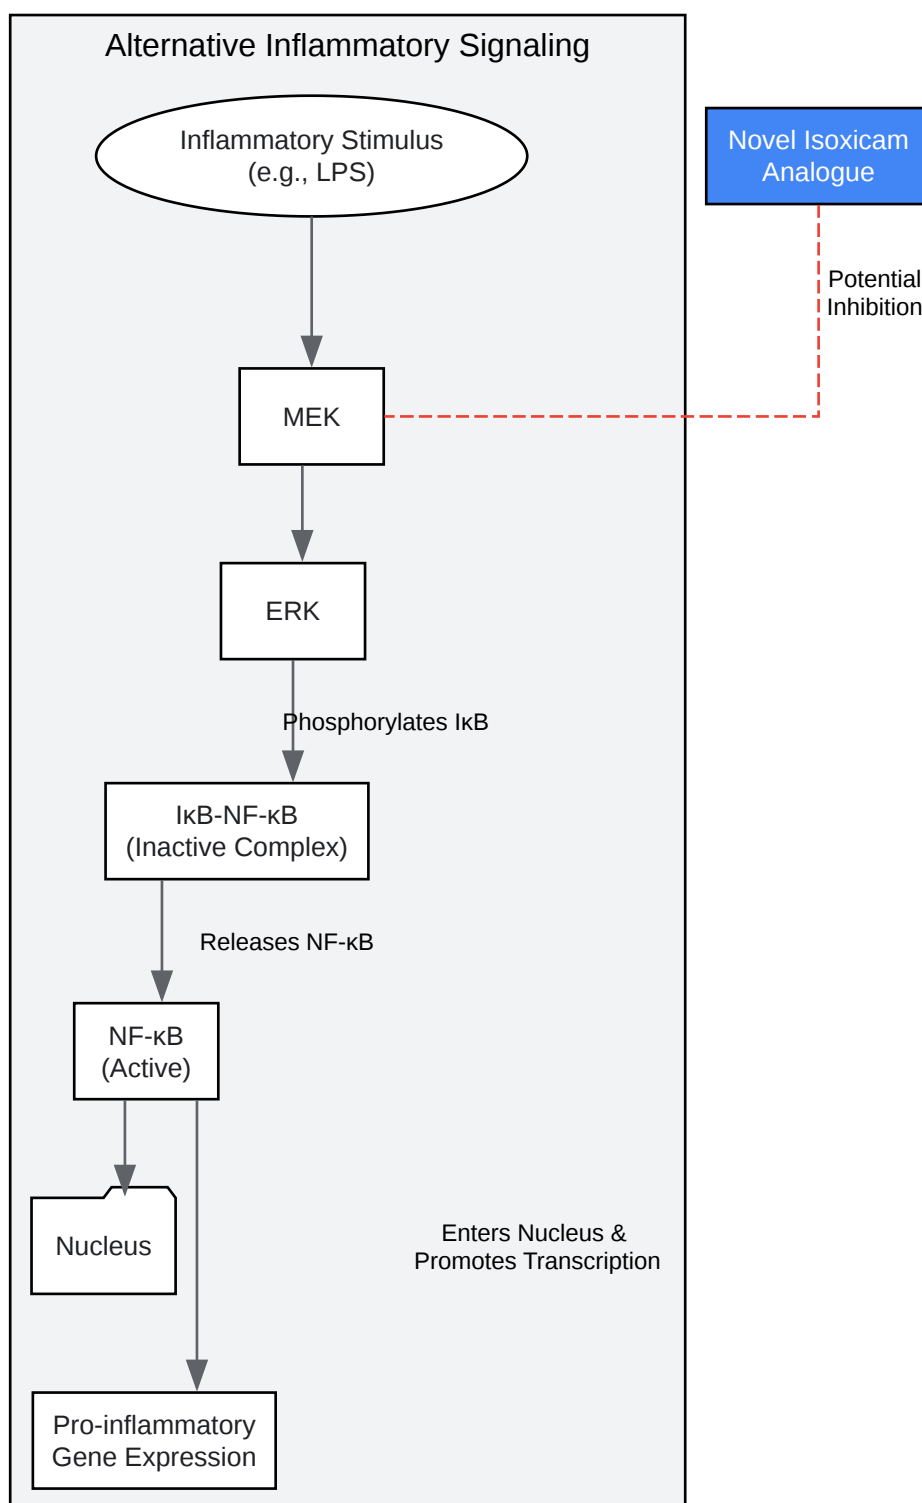 Alternative Inflammatory Signaling
Inflammatory Stimulus
(e.g., LPS)
Novel Isoxicam
Analogue
Potential
Inhibition
MEK
ERK
Phosphorylates IκB
IκB-NF-κB
(Inactive Complex)
Releases NF-κB
NF-κB
(Active)
Nucleus
Enters Nucleus &
Promotes Transcription
Pro-inflammatory
Gene Expression